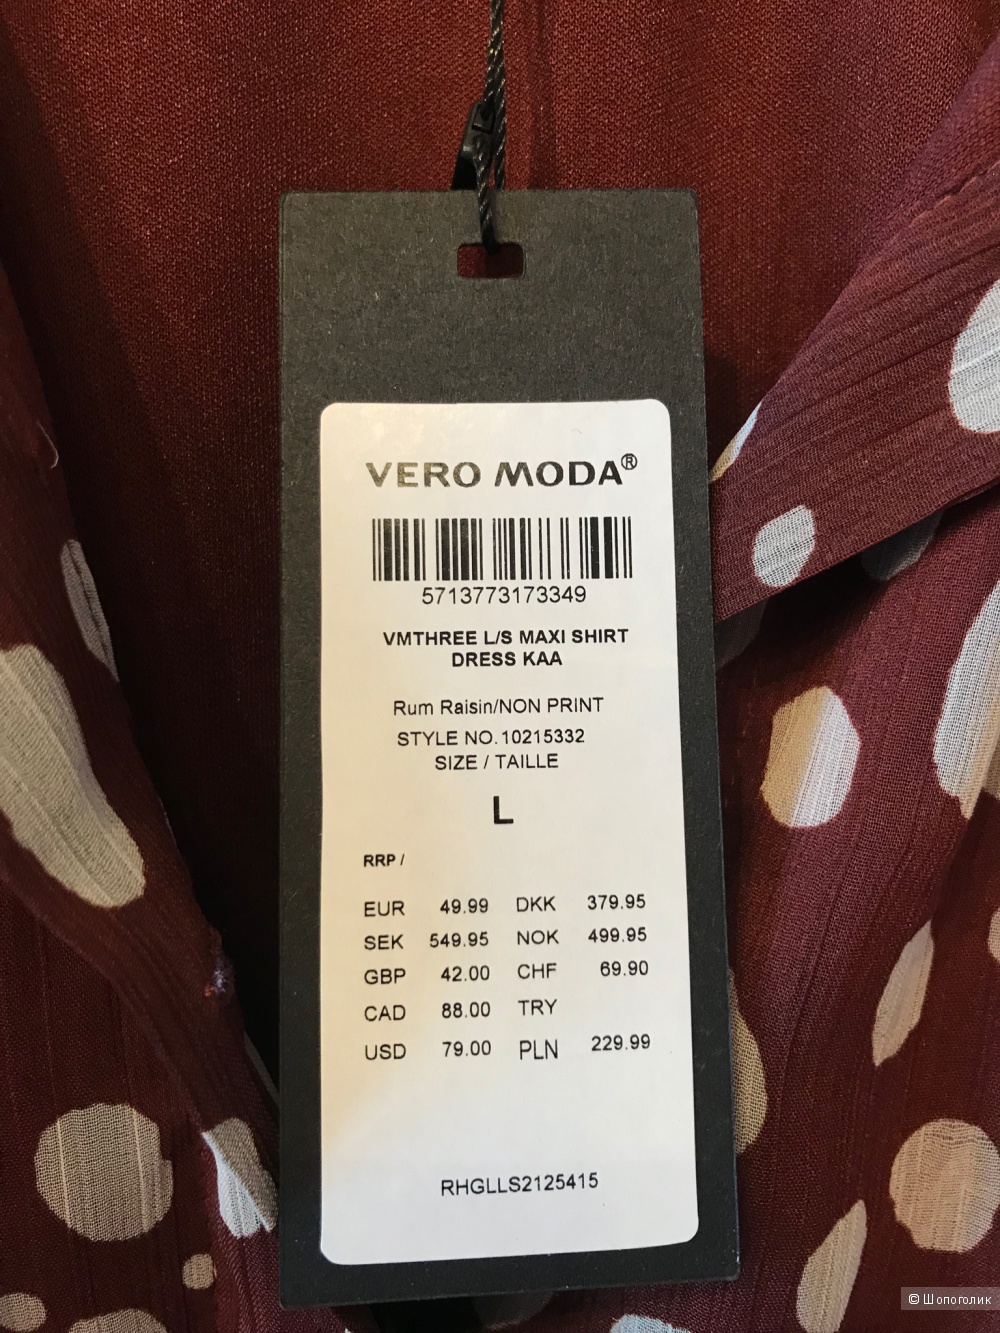 VERO MODA®
5713773173349
VMTHREE L/S MAXI SHIRT
DRESS KAA
Rum Raisin/NON PRINT
STYLE NO.10215332
SIZE / TAILLE
L
RRP /
EUR 49.99 DKK 379.95
SEK 549.95 NOK 499.95
GBP 42.00 CHF 69.90
CAD 88.00 TRY
USD 79.00 PLN 229.99
RHGLLS2125415
© Шопоголик